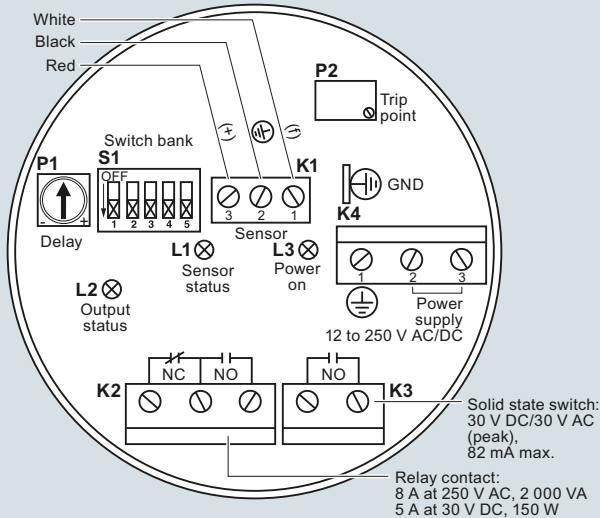 White
Black
Red
P2
Trip
point
(+)
(f)
Switch bank
S1
OFF
1 2 3 4 5
P1
- +
Delay
K1
3 2 1
Sensor
GND
K4
1 2 3
Power
supply
12 to 250 V AC/DC
L1
Sensor
status
L3
Power
on
L2
Output
status
K2
NC
NO
NO
K3
Solid state switch:
30 V DC/30 V AC
(peak),
82 mA max.
Relay contact:
8 A at 250 V AC, 2 000 VA
5 A at 30 V DC, 150 W